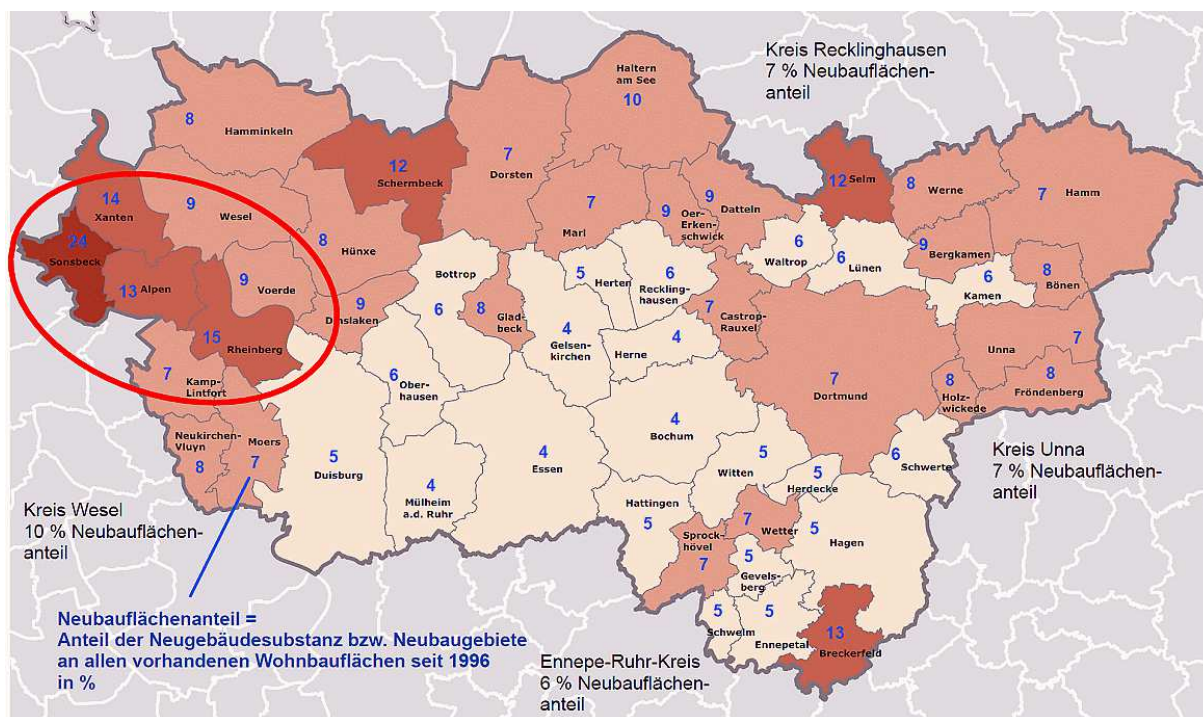 Kreis Recklinghausen
7 % Neubauflächen-
anteil
Haltern
am See
10
8
Hamminkeln
12
Schermbeck
7
Dorsten
12
Selm
8
Werne
7
Hamm
14
Xanten
9
Wesel
7
Marl
9
Oer-
Erken-
schwick
9
Datteln
24
Sonsbeck
8
Hünxe
6
Waltrop
6
Lünen
9
Bergkamen
13
Alpen
9
Voerde
Bottrop
6
5
Herten
6
Reckling-
hausen
6
Kamen
8
Bönen
9
Dinslaken
8
Glad-
beck
7
Castrop-
Rauxel
15
Rheinberg
4
Gelsen-
kirchen
4
Herne
Unna
7
7
Kamp-
Lintfort
6
Ober-
hausen
7
Dortmund
8
Holz-
wickede
8
Fröndenberg
Neukirchen-
Vluyn
8
Moers
7
5
Duisburg
4
Mülheim
a.d. Ruhr
4
Essen
4
Bochum
5
Witten
5
Herdecke
6
Schwerte
Kreis Unna
7 % Neubauflächen-
anteil
Kreis Wesel
10 % Neubauflächen-
anteil
Hattingen
5
7
Wetter
5
Hagen
Sprock-
hövel
7
5
Gevels-
berg
5
Schwelm
5
Ennepetal
13
Breckerfeld
Neubauflächenanteil =
Anteil der Neugebäudesubstanz bzw. Neubaugebiete
an allen vorhandenen Wohnbauflächen seit 1996
in %
Ennepe-Ruhr-Kreis
6 % Neubauflächen-
anteil